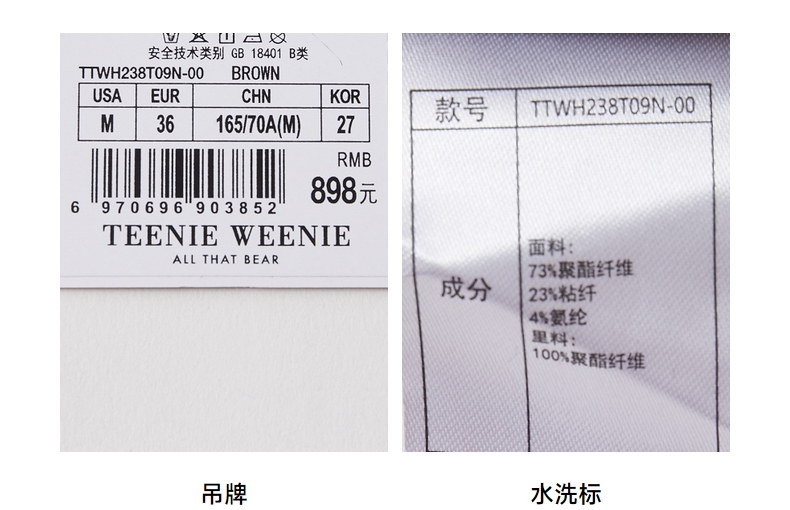 安全技术类别 GB 18401 B类
TTWH238T09N-00 BROWN
USA EUR CHN KOR
M 36 165/70A(M) 27
RMB
898元
6 970696 903852
TEENIE WEENIE
ALL THAT BEAR
款号 TTWH238T09N-00
成分
面料:
73%聚酯纤维
23%粘纤
4%氨纶
里料:
100%聚酯纤维
吊牌
水洗标